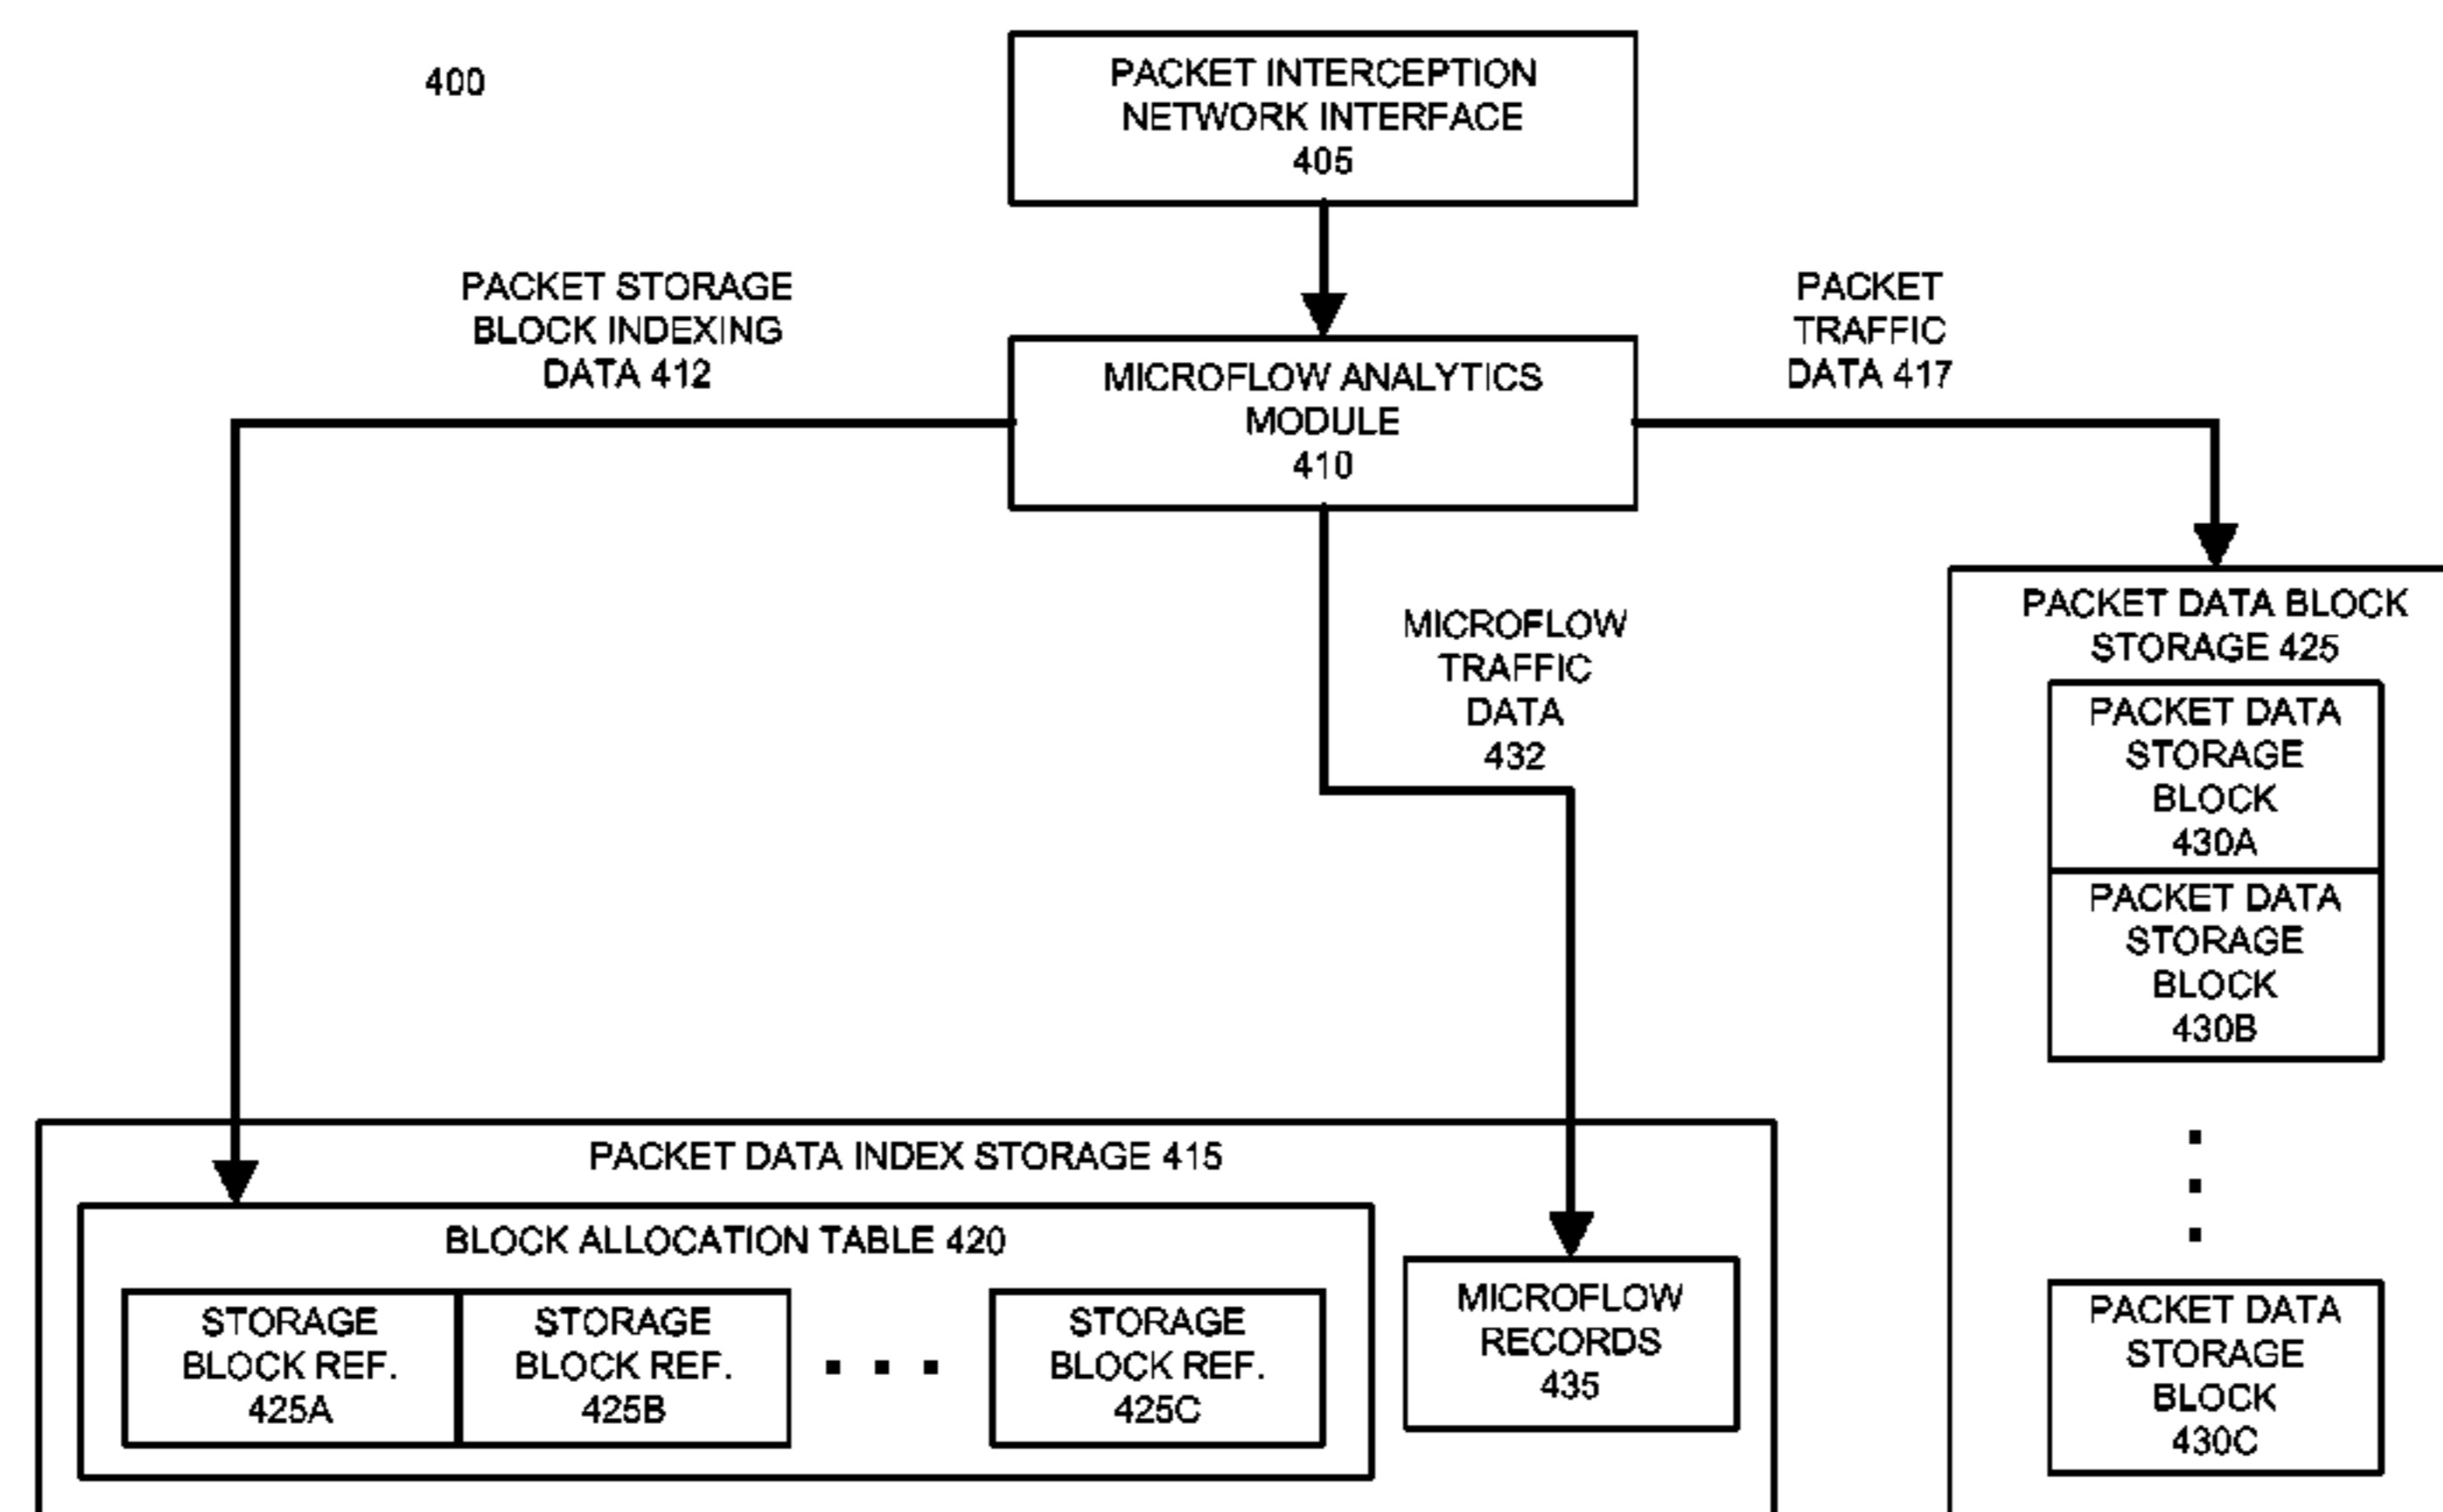 400
PACKET INTERCEPTION
NETWORK INTERFACE
405
PACKET STORAGE
BLOCK INDEXING
DATA 412
MICROFLOW ANALYTICS
MODULE
410
PACKET
TRAFFIC
DATA 417
MICROFLOW
TRAFFIC
DATA
432
PACKET DATA BLOCK
STORAGE 425
PACKET DATA
STORAGE
BLOCK
430A
PACKET DATA
STORAGE
BLOCK
430B
PACKET DATA
STORAGE
BLOCK
430C
PACKET DATA INDEX STORAGE 415
BLOCK ALLOCATION TABLE 420
STORAGE
BLOCK REF.
425A
STORAGE
BLOCK REF.
425B
STORAGE
BLOCK REF.
425C
MICROFLOW
RECORDS
435